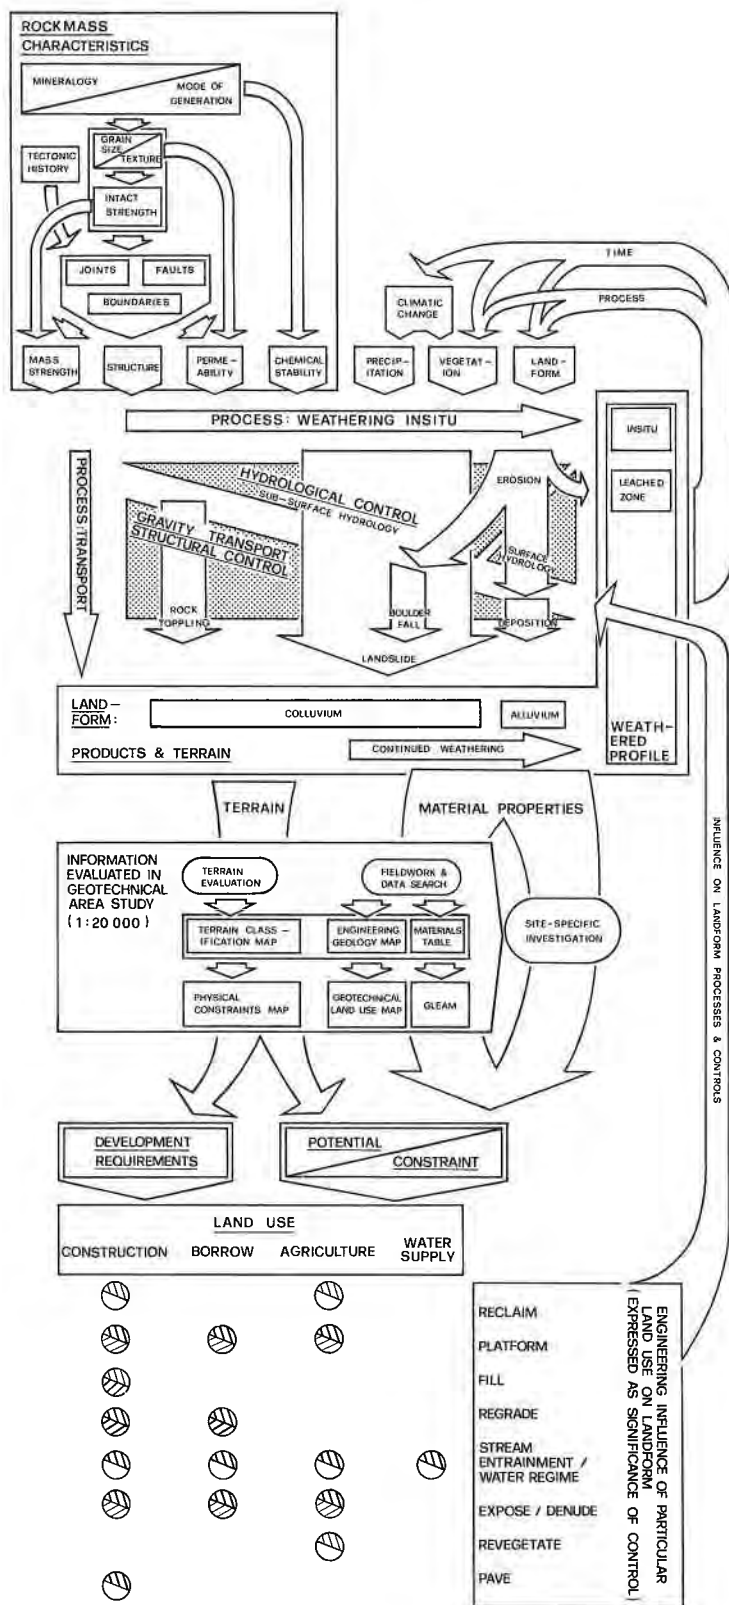 ROCKMASS
CHARACTERISTICS
MINERALOGY
MODE OF
GENERATION
GRAIN
SIZE
TEXTURE
TECTONIC
HISTORY
INTACT
STRENGTH
JOINTS
FAULTS
BOUNDARIES
MASS
STRENGTH
STRUCTURE
PERME-
ABILITY
CHEMICAL
STABILITY
TIME
PROCESS
CLIMATIC
CHANGE
PRECIP-
ITATION
VEGETAT-
ION
LAND-
FORM
PROCESS: WEATHERING INSITU
INSITU
LEACHED
ZONE
PROCESS:TRANSPORT
HYDROLOGICAL CONTROL
SUB-SURFACE HYDROLOGY
EROSION
GRAVITY TRANSPORT
STRUCTURAL CONTROL
SURFACE
HYDROLOGY
ROCK
TOPPLING
BOULDER
FALL
DEPOSITION
LANDSLIDE
LAND-
FORM:
COLLUVIUM
ALLUVIUM
PRODUCTS & TERRAIN
CONTINUED WEATHERING
WEATH-
ERED
PROFILE
TERRAIN
MATERIAL PROPERTIES
INFLUENCE ON LANDFORM PROCESSES & CONTROLS
INFORMATION
EVALUATED IN
GEOTECHNICAL
AREA STUDY
(1:20 000)
TERRAIN
EVALUATION
FIELDWORK &
DATA SEARCH
TERRAIN CLASS-
IFICATION MAP
ENGINEERING
GEOLOGY MAP
MATERIALS
TABLE
SITE-SPECIFIC
INVESTIGATION
PHYSICAL
CONSTRAINTS MAP
GEOTECHNICAL
LAND USE MAP
GLEAM
DEVELOPMENT
REQUIREMENTS
POTENTIAL
CONSTRAINT
LAND USE
CONSTRUCTION
BORROW
AGRICULTURE
WATER
SUPPLY
RECLAIM
PLATFORM
FILL
REGRADE
STREAM
ENTRAINMENT /
WATER REGIME
EXPOSE / DENUDE
REVEGETATE
PAVE
ENGINEERING INFLUENCE OF PARTICULAR
LAND USE ON LANDFORM
(EXPRESSED AS SIGNIFICANCE OF CONTROL)